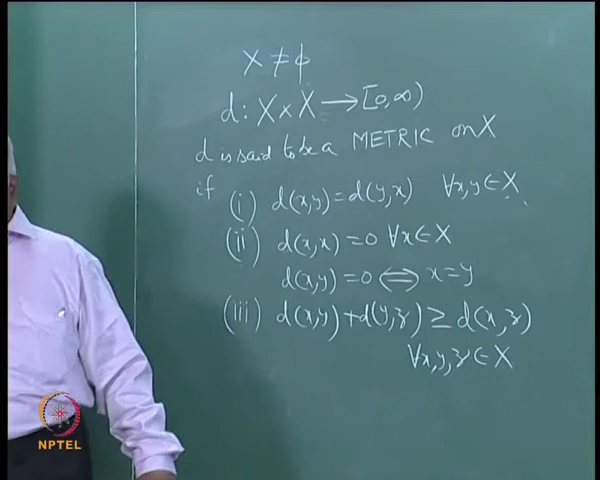 X ≠ ϕ
d: X × X → [0, ∞)
d is said to be a METRIC on X
if (i) d(x,y) = d(y,x) ∀x,y ∈ X
(ii) d(x,x) = 0 ∀x ∈ X
d(x,y) = 0 ⟺ x = y
(iii) d(x,y) + d(y,z) ≥ d(x,z)
∀x,y,z ∈ X
NPTEL